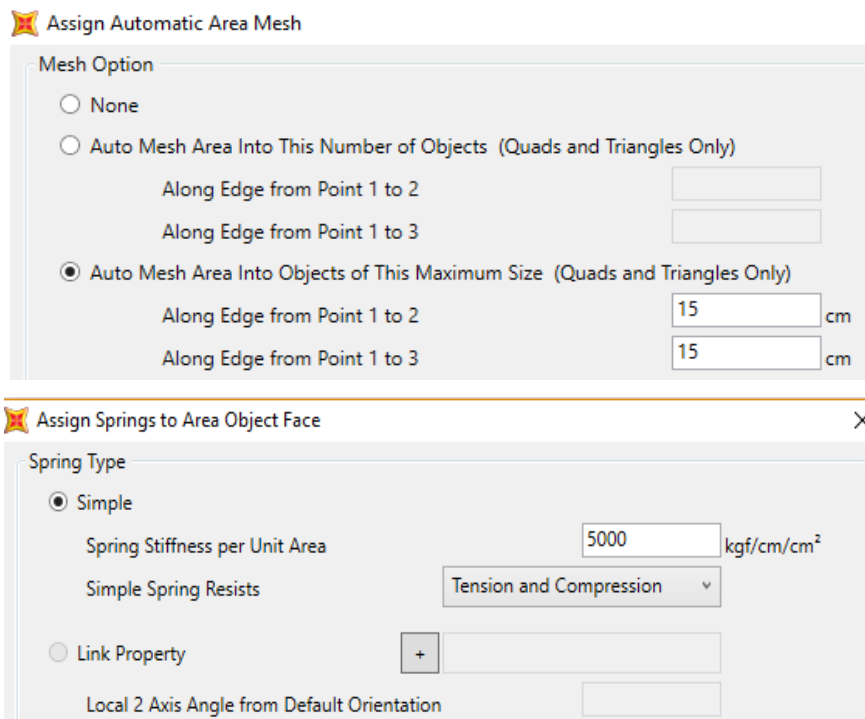 Assign Automatic Area Mesh
Mesh Option
None
Auto Mesh Area Into This Number of Objects (Quads and Triangles Only)
Along Edge from Point 1 to 2
Along Edge from Point 1 to 3
Auto Mesh Area Into Objects of This Maximum Size (Quads and Triangles Only)
Along Edge from Point 1 to 2 15 cm
Along Edge from Point 1 to 3 15 cm
Assign Springs to Area Object Face
Spring Type
Simple
Spring Stiffness per Unit Area 5000 kgf/cm/cm²
Simple Spring Resists Tension and Compression
Link Property +
Local 2 Axis Angle from Default Orientation